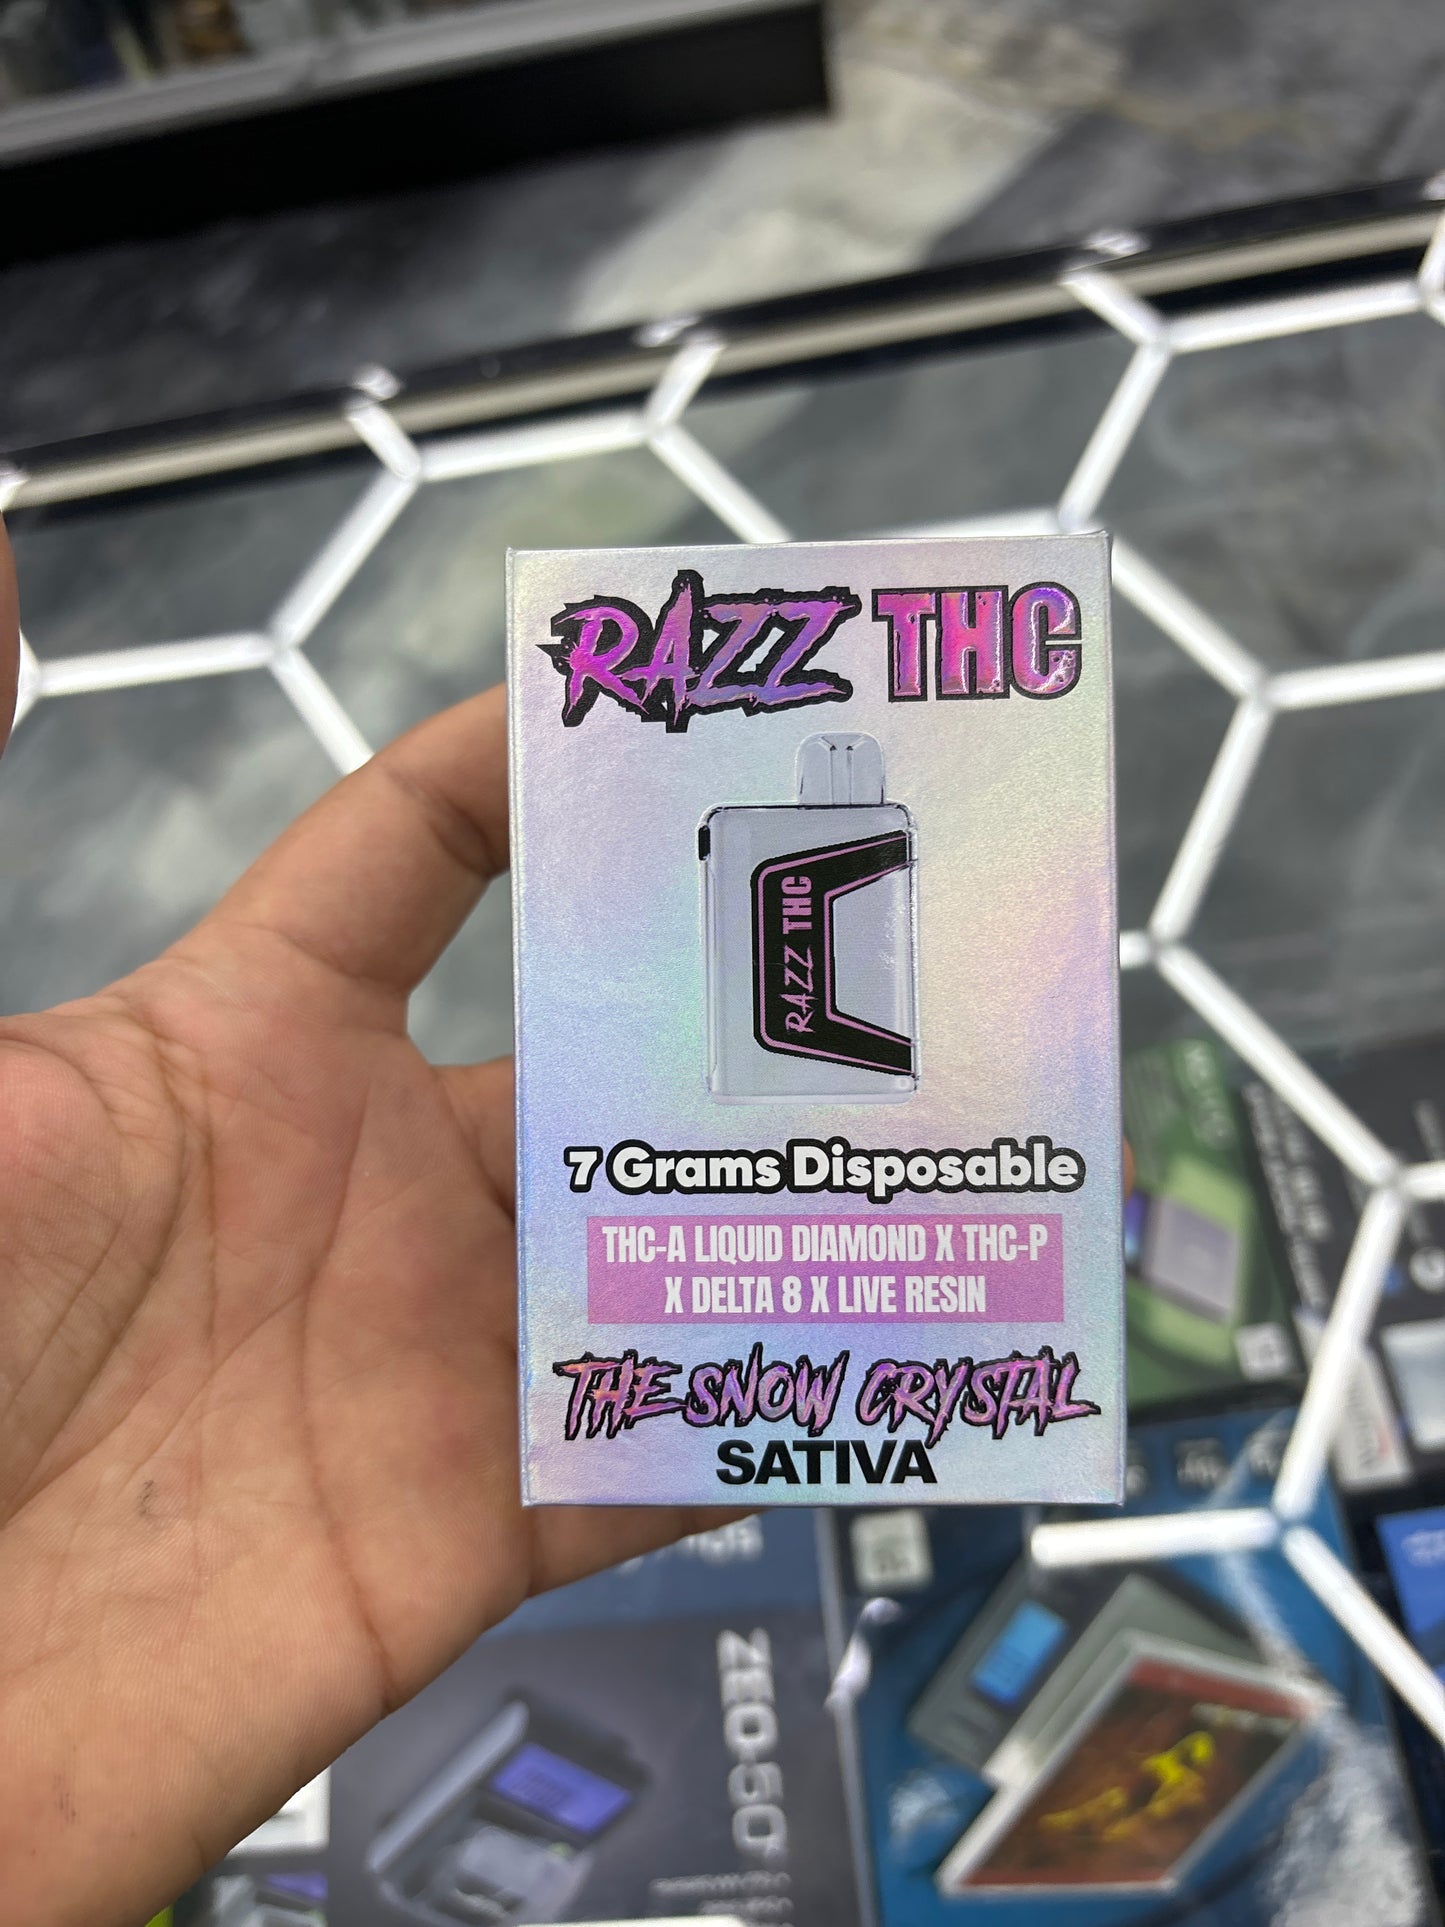 RAZZ THC
RAZZ THC
7 Grams Disposable
THC-A LIQUID DIAMOND X THC-P
X DELTA 8 X LIVE RESIN
THE SNOW CRYSTAL
SATIVA